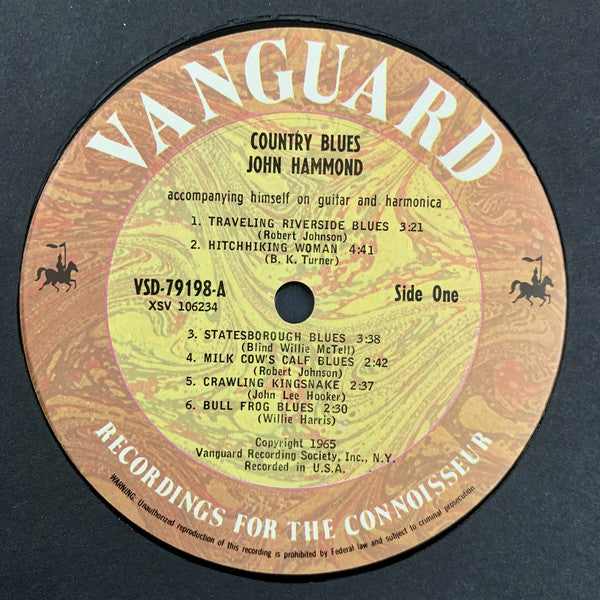 VANGUARD
COUNTRY BLUES
JOHN HAMMOND
accompanying himself on guitar and harmonica
1. TRAVELING RIVERSIDE BLUES 3:21
(Robert Johnson)
2. HITCHHIKING WOMAN 4:41
(B. K. Turner)
VSD-79198-A
XSV 106234
Side One
3. STATESBOROUGH BLUES 3:38
(Blind Willie McTell)
4. MILK COW'S CALF BLUES 2:42
(Robert Johnson)
5. CRAWLING KINGSNAKE 2:37
(John Lee Hooker)
6. BULL FROG BLUES 2:30
(Willie Harris)
Copyright 1965
Vanguard Recording Society, Inc., N.Y.
Recorded in U.S.A.
RECORDINGS FOR THE CONNOISSEUR
WARNING: Unauthorized reproduction of this recording is prohibited by Federal law and subject to criminal prosecution